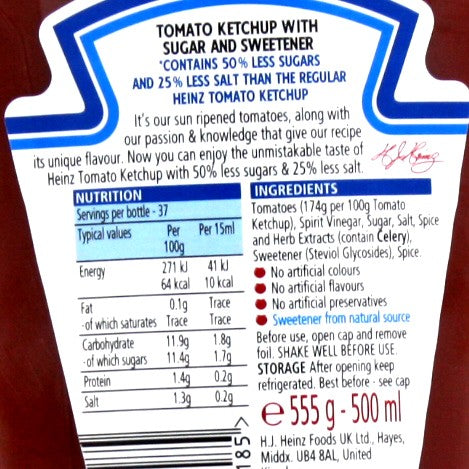 TOMATO KETCHUP WITH
SUGAR AND SWEETENER
*CONTAINS 50% LESS SUGARS
AND 25% LESS SALT THAN THE REGULAR
HEINZ TOMATO KETCHUP
It's our sun ripened tomatoes, along with
our passion & knowledge that give our recipe
its unique flavour. Now you can enjoy the unmistakable taste of
Heinz Tomato Ketchup with 50% less sugars & 25% less salt.
NUTRITION
Servings per bottle - 37
Typical values Per 100g Per 15ml
Energy 271 kJ 41 kJ
64 kcal 10 kcal
Fat 0.1g Trace
-of which saturates Trace Trace
Carbohydrate 11.9g 1.8g
-of which sugars 11.4g 1.7g
Protein 1.4g 0.2g
Salt 1.3g 0.2g
INGREDIENTS
Tomatoes (174g per 100g Tomato
Ketchup), Spirit Vinegar, Sugar, Salt, Spice
and Herb Extracts (contain Celery),
Sweetener (Steviol Glycosides), Spice.
No artificial colours
No artificial flavours
No artificial preservatives
Sweetener from natural source
Before use, open cap and remove
foil. SHAKE WELL BEFORE USE.
STORAGE After opening keep
refrigerated. Best before - see cap
e 555 g - 500 ml
H.J. Heinz Foods UK Ltd., Hayes,
Middx. UB4 8AL, United
185>